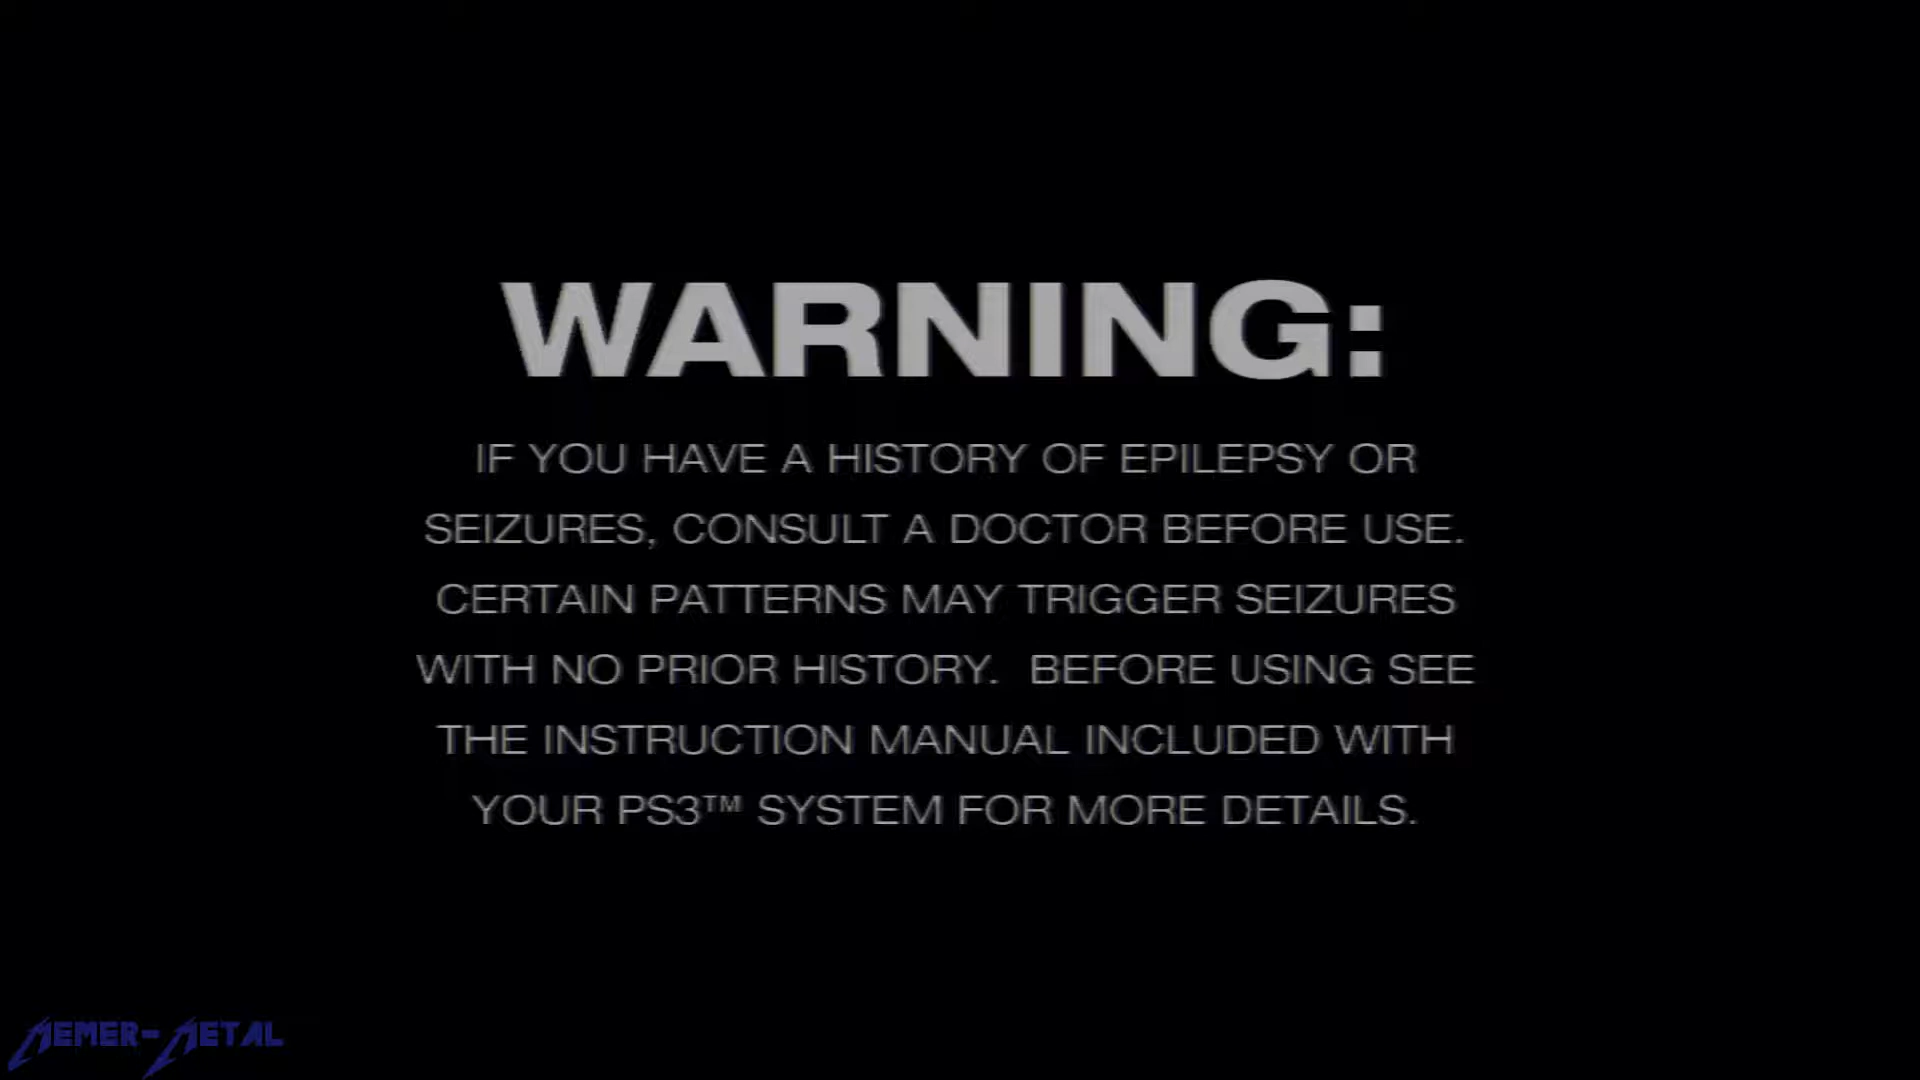 WARNING:
IF YOU HAVE A HISTORY OF EPILEPSY OR
SEIZURES, CONSULT A DOCTOR BEFORE USE.
CERTAIN PATTERNS MAY TRIGGER SEIZURES
WITH NO PRIOR HISTORY.  BEFORE USING SEE
THE INSTRUCTION MANUAL INCLUDED WITH
YOUR PS3™ SYSTEM FOR MORE DETAILS.
MEMER-METAL